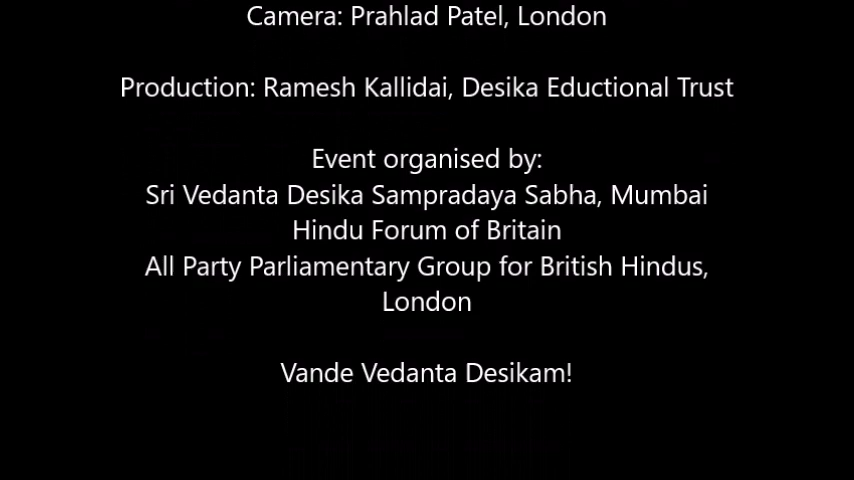 Camera: Prahlad Patel, London
Production: Ramesh Kallidai, Desika Eductional Trust
Event organised by:
Sri Vedanta Desika Sampradaya Sabha, Mumbai
Hindu Forum of Britain
All Party Parliamentary Group for British Hindus,
London
Vande Vedanta Desikam!